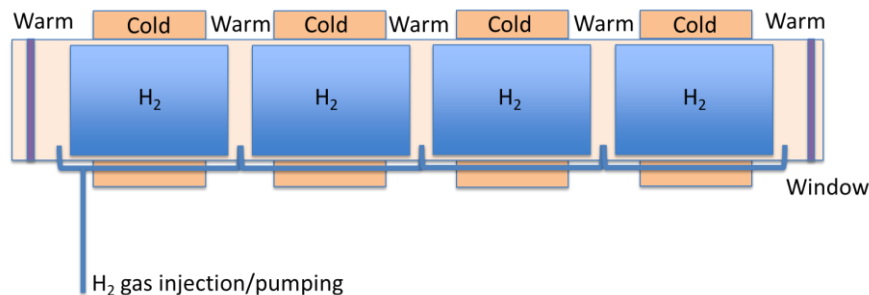 Warm
Cold
Warm
Cold
Warm
Cold
Warm
Cold
Warm
H₂
H₂
H₂
H₂
Window
H₂ gas injection/pumping